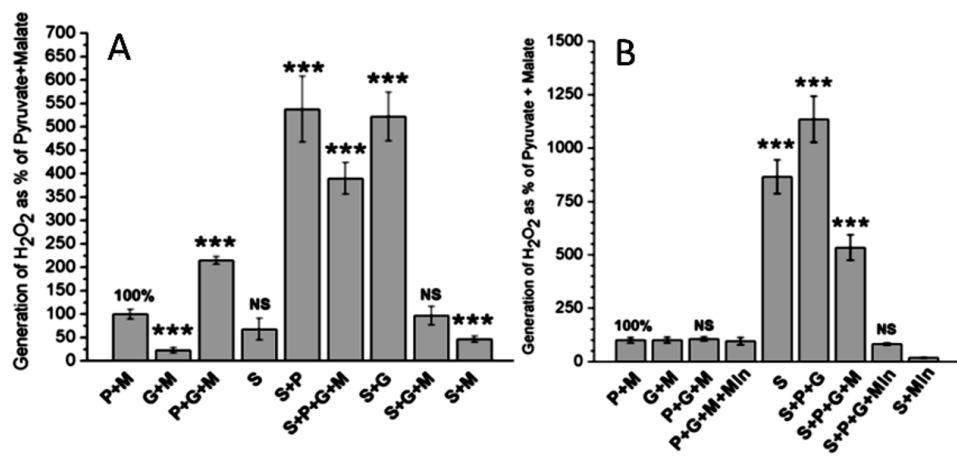 A
Generation of H₂O₂ as % of Pyruvate+Malate
700
650
600
550
500
450
400
350
300
250
200
150
100
50
0
100%
***
***
NS
***
***
***
NS
***
P+M
G+M
P+G+M
S
S+P
S+P+G+M
S+G
S+G+M
S+M
B
Generation of H₂O₂ as % of Pyruvate + Malate
1500
1250
1000
750
500
250
0
100%
NS
***
***
***
NS
P+M
G+M
P+G+M
P+G+M+Mln
S
S+P+G
S+P+G+M
S+P+G+Mln
S+Mln